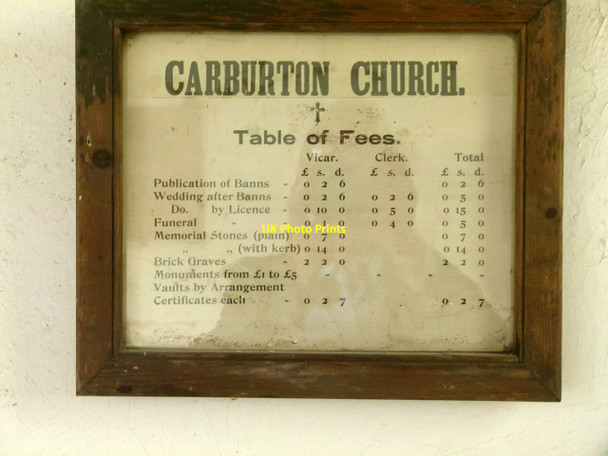 CARBURTON CHURCH.
Table of Fees.
Vicar. Clerk. Total
£ s. d. £ s. d. £ s. d.
Publication of Banns - 0 2 6 0 2 6
Wedding after Banns - 0 2 6 0 2 6 0 5 0
Do. by Licence - 0 10 0 0 5 0 0 15 0
Funeral - - 0 1 0 0 4 0 0 5 0
UK Photo Prints
Memorial Stones (plain) 0 7 0 0 7 0
„ „ (with kerb) 0 14 0 0 14 0
Brick Graves - 2 2 0 2 2 0
Monuments from £1 to £5 - - - - -
Vaults by Arrangement
Certificates each - 0 2 7 0 2 7